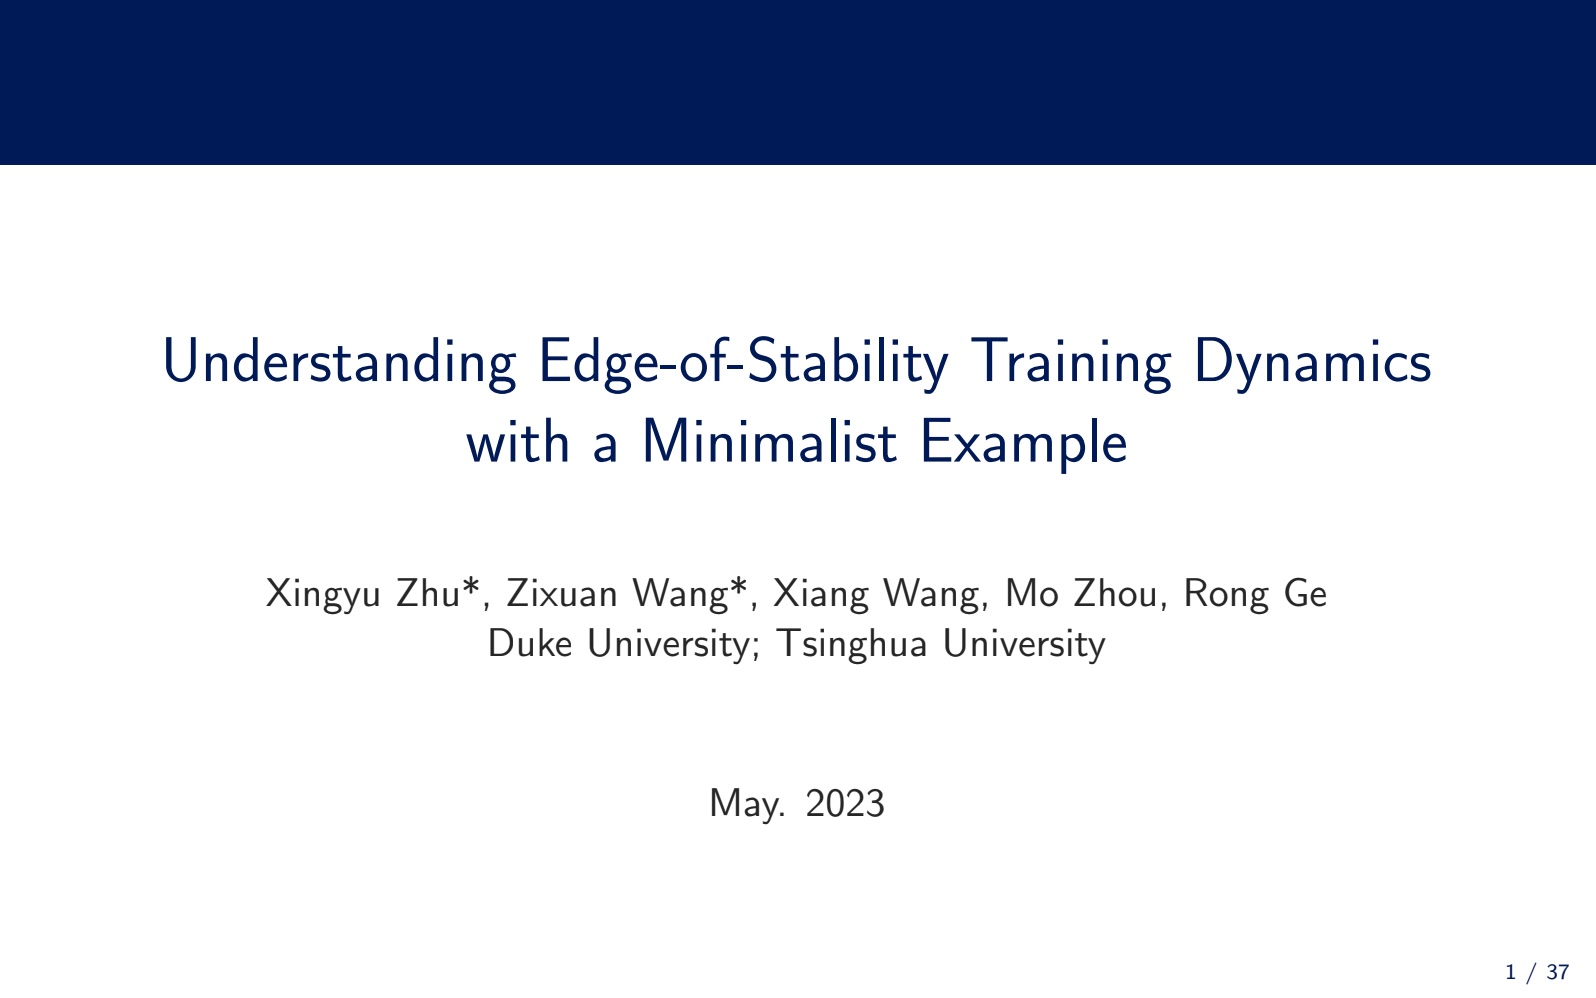 Understanding Edge-of-Stability Training Dynamics
with a Minimalist Example
Xingyu Zhu*, Zixuan Wang*, Xiang Wang, Mo Zhou, Rong Ge
Duke University; Tsinghua University
May. 2023
1 / 37